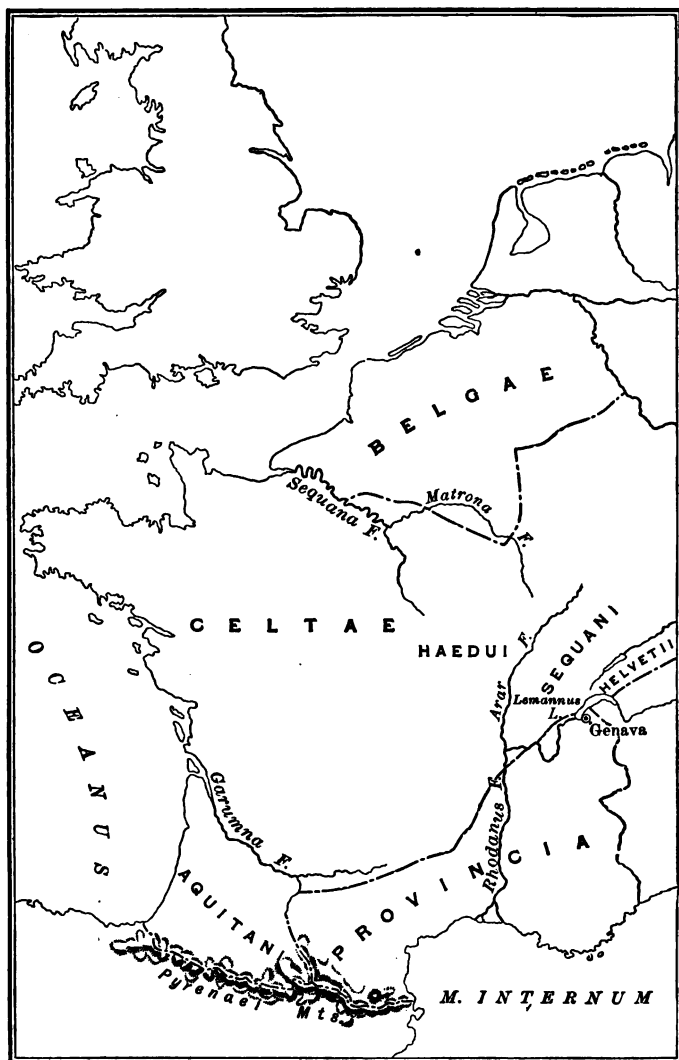 BELGAE
Sequana F.
Matrona F.
CELTAE
HAEDUI
Arar F.
SEQUANI
HELVETII
Lemannus
L.
Genava
OCEANUS
Garumna F.
Rhodanus F.
AQUITANI
PROVINCIA
Pyrenaei Mts.
M. INTERNUM